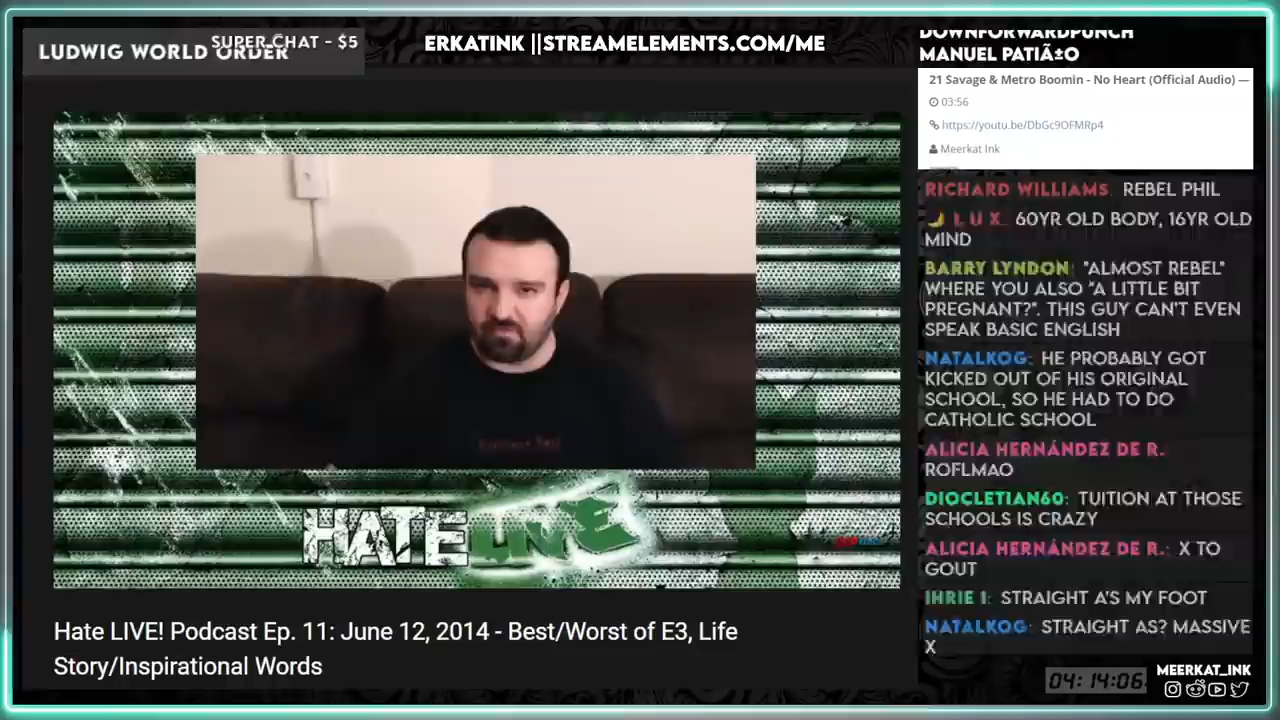 LUDWIG WORLD ORDER
SUPER CHAT - $5
ERKATINK ||STREAMELEMENTS.COM/ME
DOWNFORWARDPUNCH
MANUEL PATIÃ±O
21 Savage & Metro Boomin - No Heart (Official Audio) —
03:56
https://youtu.be/DbGc9OFMRp4
Meerkat Ink
RICHARD WILLIAMS: REBEL PHIL
L U X: 60YR OLD BODY, 16YR OLD
MIND
BARRY LYNDON: "ALMOST REBEL"
WHERE YOU ALSO "A LITTLE BIT
PREGNANT?". THIS GUY CAN'T EVEN
SPEAK BASIC ENGLISH
NATALKOG: HE PROBABLY GOT
KICKED OUT OF HIS ORIGINAL
SCHOOL, SO HE HAD TO DO
CATHOLIC SCHOOL
ALICIA HERNÁNDEZ DE R.:
ROFLMAO
DIOCLETIAN60: TUITION AT THOSE
SCHOOLS IS CRAZY
ALICIA HERNÁNDEZ DE R.: X TO
GOUT
IHRIE 1: STRAIGHT A'S MY FOOT
NATALKOG: STRAIGHT AS? MASSIVE
X
HATE LIVE
Hate LIVE! Podcast Ep. 11: June 12, 2014 - Best/Worst of E3, Life
Story/Inspirational Words
04:14:06
MEERKAT_INK